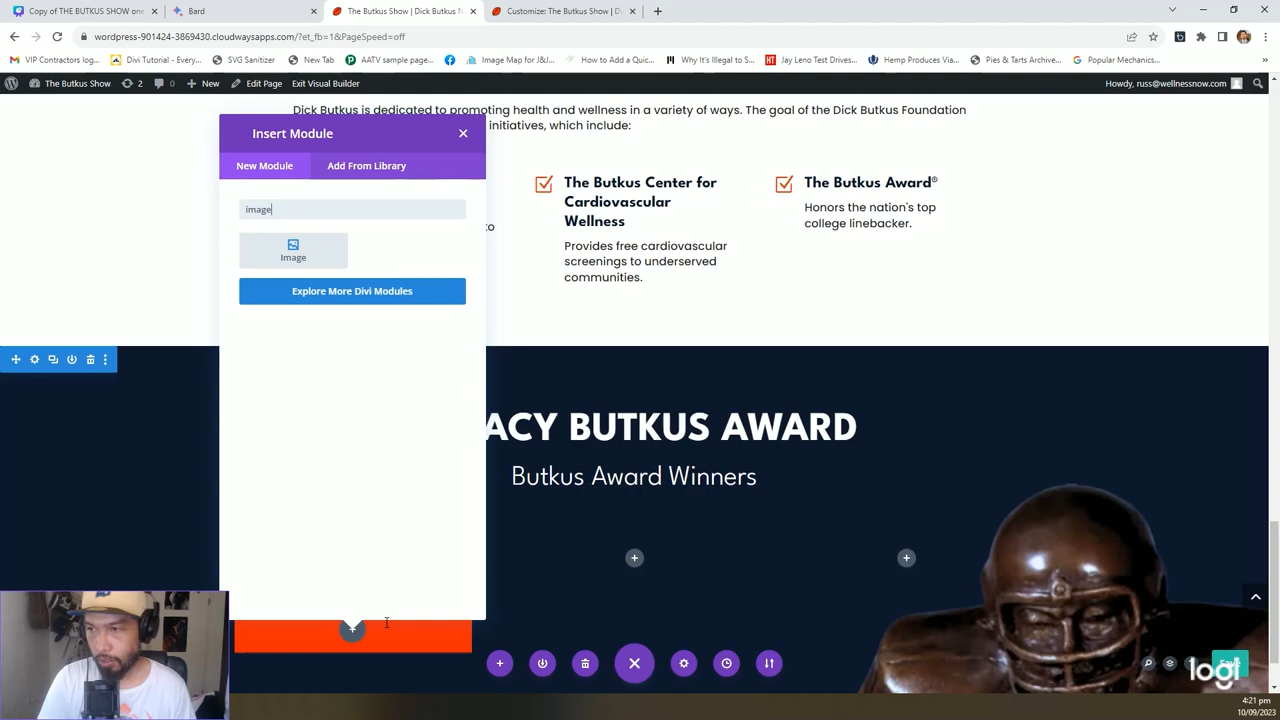 Copy of THE BUTKUS SHOW one
Bard
The Butkus Show | Dick Butkus N
Customize: The Butkus Show | D
wordpress-901424-3869430.cloudwaysapps.com/?et_fb=1&PageSpeed=off
VIP Contractors log...
Divi Tutorial - Every...
SVG Sanitizer
New Tab
AATV sample page...
Image Map for J&J...
How to Add a Quic...
Why It's Illegal to S...
Jay Leno Test Drives...
Hemp Produces Via...
Pies & Tarts Archive...
Popular Mechanics...
The Butkus Show
2
New
Edit Page
Exit Visual Builder
Howdy, russ@wellnessnow.com
Dick Butkus is dedicated to promoting health and wellness in a variety of ways. The goal of the Dick Butkus Foundation
initiatives, which include:
Insert Module
New Module
Add From Library
image
Image
Explore More Divi Modules
to
The Butkus Center for
Cardiovascular
Wellness
Provides free cardiovascular
screenings to underserved
communities.
The Butkus Award®
Honors the nation's top
college linebacker.
ACY BUTKUS AWARD
Butkus Award Winners
Save
logi
4:21 pm
10/09/2023